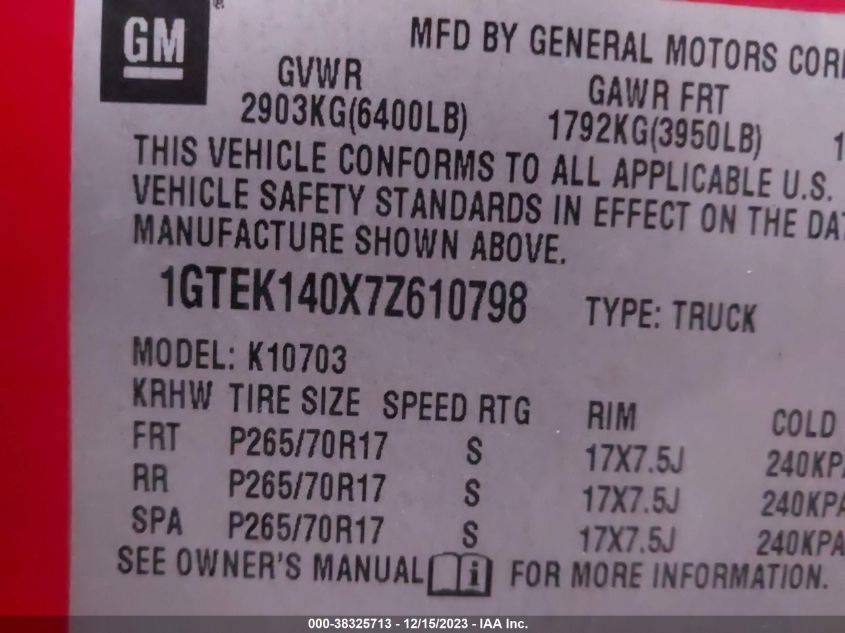 GM
MFD BY GENERAL MOTORS COR
GVWR GAWR FRT
2903KG(6400LB) 1792KG(3950LB) 1
THIS VEHICLE CONFORMS TO ALL APPLICABLE U.S.
VEHICLE SAFETY STANDARDS IN EFFECT ON THE DAT
MANUFACTURE SHOWN ABOVE.
1GTEK140X7Z610798 TYPE: TRUCK
MODEL: K10703
KRHW TIRE SIZE SPEED RTG RIM COLD
FRT P265/70R17 S 17X7.5J 240KPA
RR P265/70R17 S 17X7.5J 240KPA
SPA P265/70R17 S 17X7.5J 240KPA
SEE OWNER'S MANUAL i FOR MORE INFORMATION.
000-38325713 - 12/15/2023 - IAA Inc.